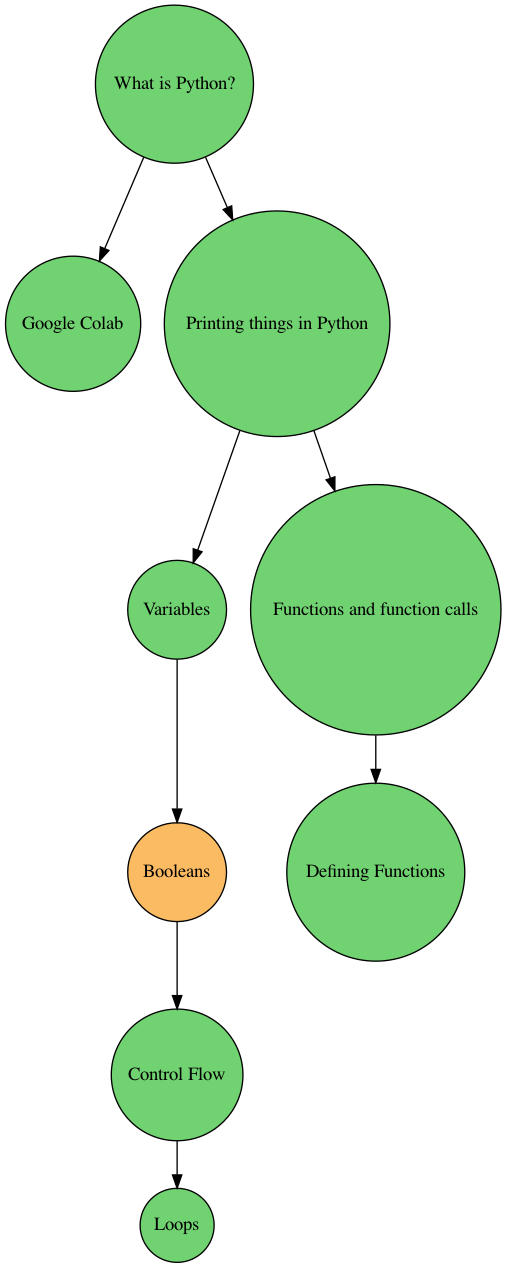 What is Python?
Google Colab
Printing things in Python
Variables
Functions and function calls
Booleans
Defining Functions
Control Flow
Loops